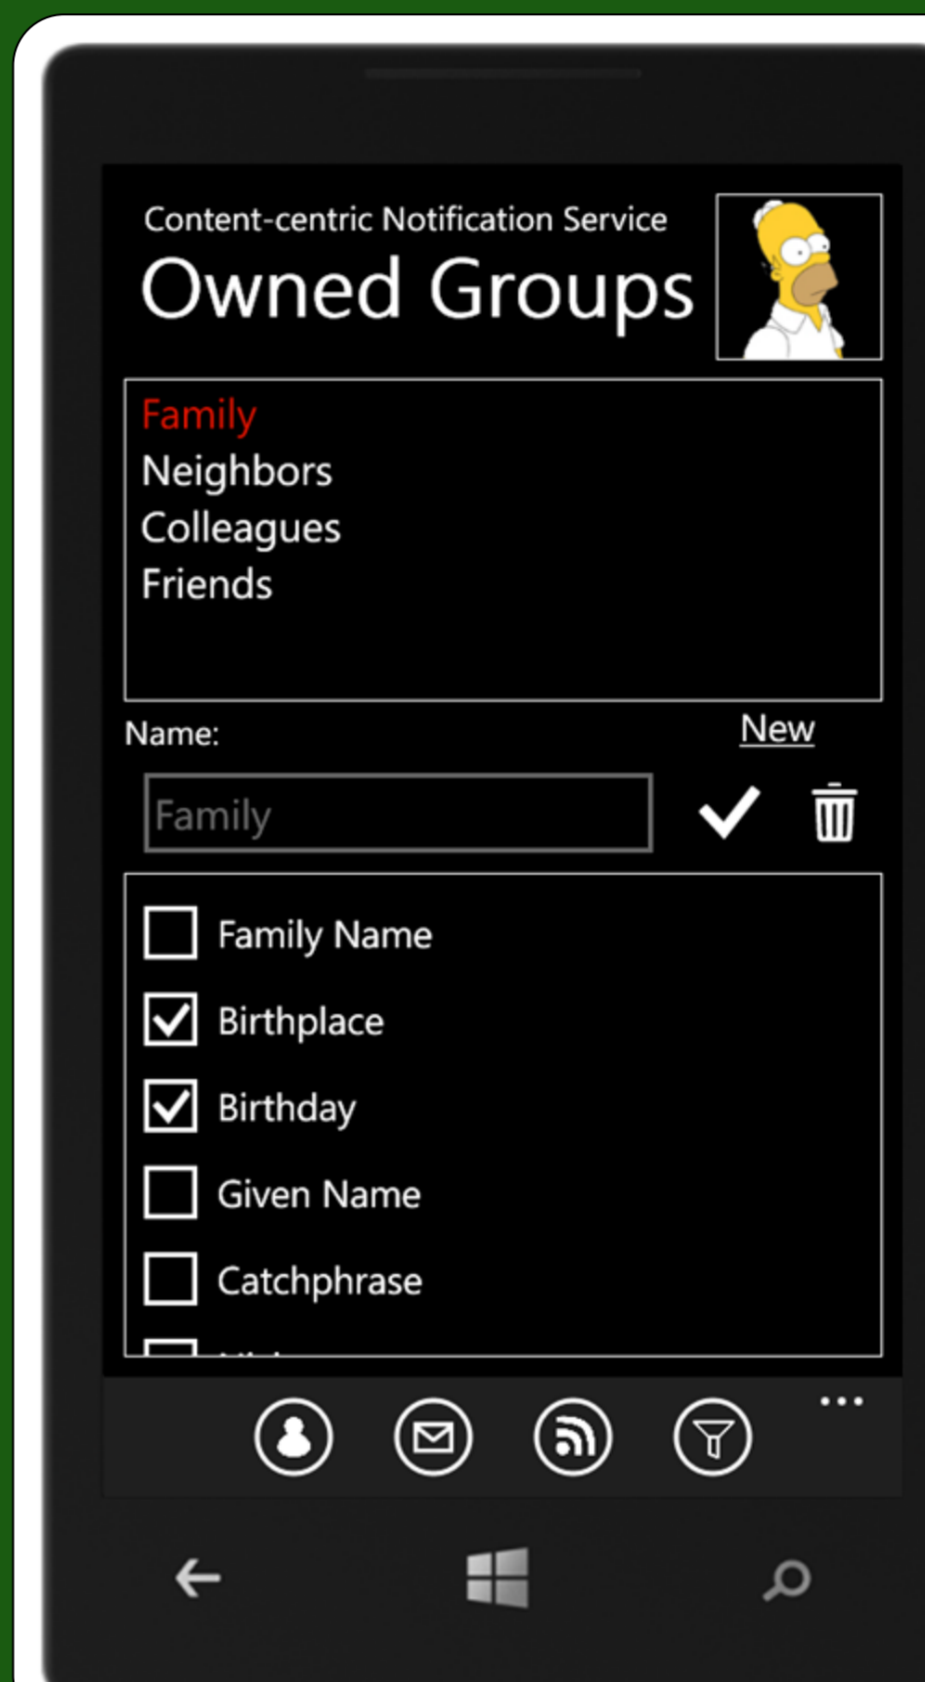 Content-centric Notification Service
Owned Groups
Family
Neighbors
Colleagues
Friends
Name:
New
Family
Family Name
Birthplace
Birthday
Given Name
Catchphrase